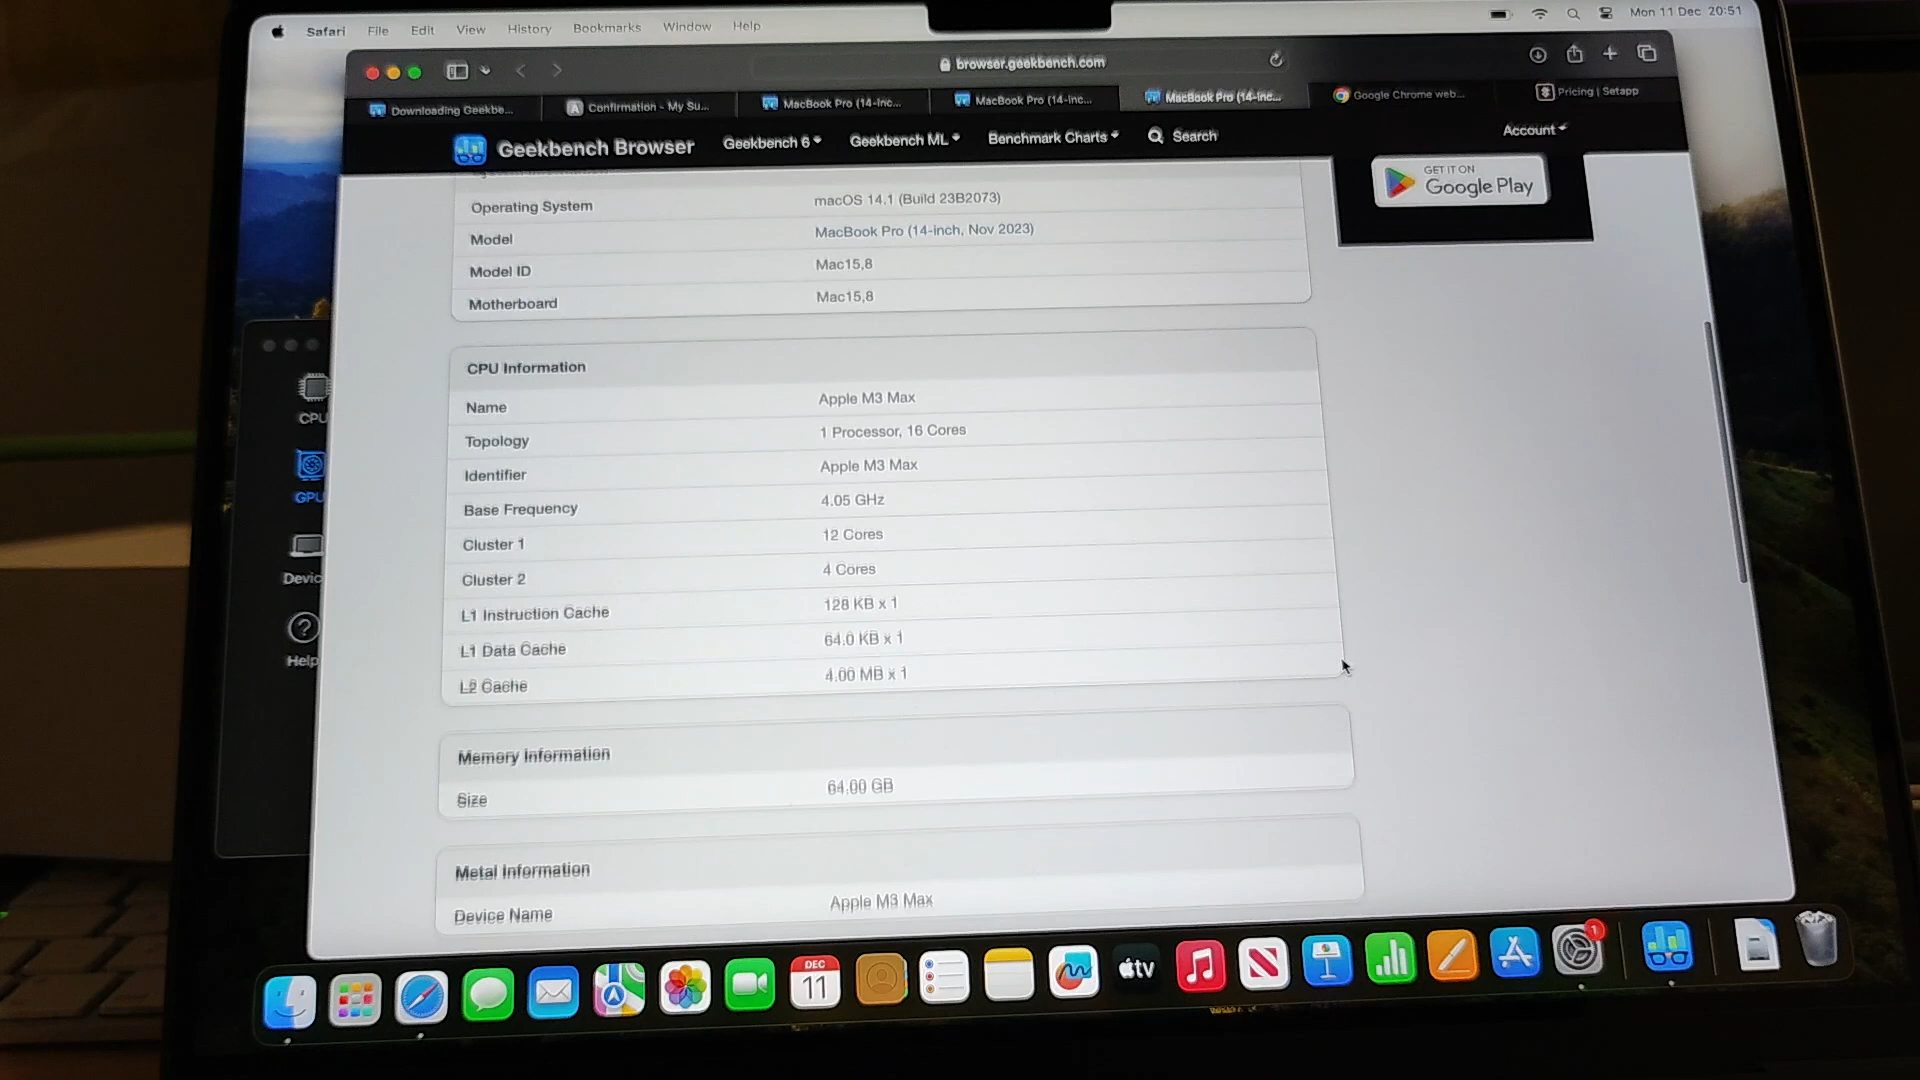 Safari File Edit View History Bookmarks Window Help Mon 11 Dec 20:51
browser.geekbench.com
Downloading Geekbe... Confirmation - My Su... MacBook Pro (14-inc... MacBook Pro (14-inc... MacBook Pro (14-inc... Google Chrome web... Pricing | Setapp
Geekbench Browser Geekbench 6 Geekbench ML Benchmark Charts Search Account
GET IT ON
Google Play
Operating System macOS 14.1 (Build 23B2073)
Model MacBook Pro (14-inch, Nov 2023)
Model ID Mac15,8
Motherboard Mac15,8
CPU Information
Name Apple M3 Max
Topology 1 Processor, 16 Cores
Identifier Apple M3 Max
Base Frequency 4.05 GHz
Cluster 1 12 Cores
Cluster 2 4 Cores
L1 Instruction Cache 128 KB x 1
L1 Data Cache 64.0 KB x 1
L2 Cache 4.00 MB x 1
Memory Information
Size 64.00 GB
Metal Information
Device Name Apple M3 Max
CPU
GPU
Devic
Help
DEC
11
tv
1